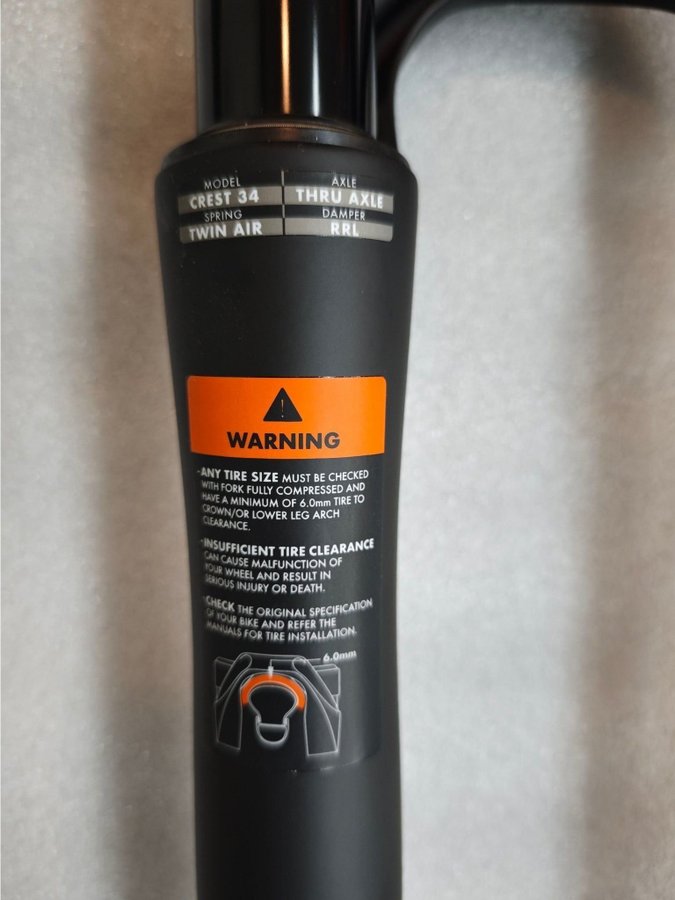 MODEL AXLE
CREST 34 THRU AXLE
SPRING DAMPER
TWIN AIR RRL
WARNING
-ANY TIRE SIZE MUST BE CHECKED
WITH FORK FULLY COMPRESSED AND
HAVE A MINIMUM OF 6.0mm TIRE TO
CROWN/OR LOWER LEG ARCH
CLEARANCE.
-INSUFFICIENT TIRE CLEARANCE
CAN CAUSE MALFUNCTION OF
YOUR WHEEL AND RESULT IN
SERIOUS INJURY OR DEATH.
-CHECK THE ORIGINAL SPECIFICATION
OF YOUR BIKE AND REFER THE
MANUALS FOR TIRE INSTALLATION.
6.0mm